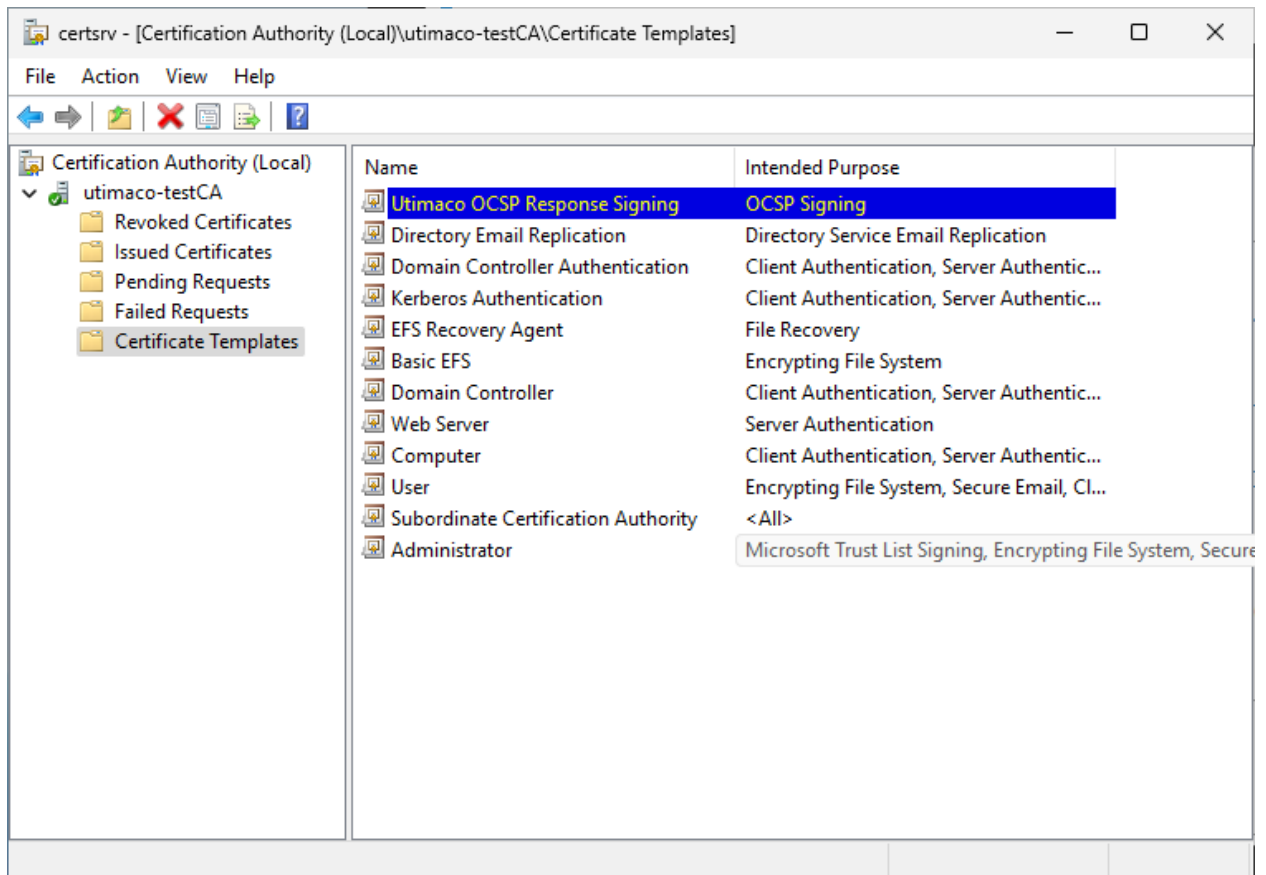 certsrv - [Certification Authority (Local)\utimaco-testCA\Certificate Templates]
File Action View Help
Certification Authority (Local)
utimaco-testCA
Revoked Certificates
Issued Certificates
Pending Requests
Failed Requests
Certificate Templates
Name Intended Purpose
Utimaco OCSP Response Signing OCSP Signing
Directory Email Replication Directory Service Email Replication
Domain Controller Authentication Client Authentication, Server Authentic...
Kerberos Authentication Client Authentication, Server Authentic...
EFS Recovery Agent File Recovery
Basic EFS Encrypting File System
Domain Controller Client Authentication, Server Authentic...
Web Server Server Authentication
Computer Client Authentication, Server Authentic...
User Encrypting File System, Secure Email, Cl...
Subordinate Certification Authority <All>
Administrator Microsoft Trust List Signing, Encrypting File System, Secure